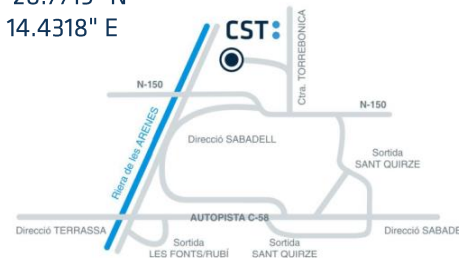 14.4318" E
CST:
Ctra. TORREBONICA
N-150
N-150
Riera de les ARENES
Direcció SABADELL
Sortida
SANT QUIRZE
AUTOPISTA C-58
Direcció TERRASSA
Sortida
LES FONTS/RUBÍ
Sortida
SANT QUIRZE
Direcció SABADE